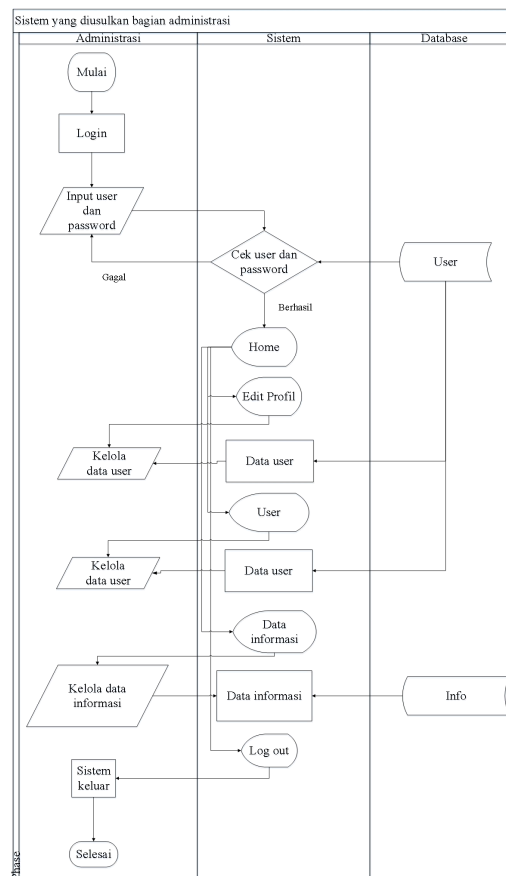 Sistem yang diusulkan bagian administrasi
Administrasi
Sistem
Database
Mulai
Login
Input user
dan
password
Cek user dan
password
User
Gagal
Berhasil
Home
Edit Profil
Kelola
data user
Data user
User
Kelola
data user
Data user
Data
informasi
Kelola data
informasi
Data informasi
Info
Log out
Sistem
keluar
Selesai
Phase